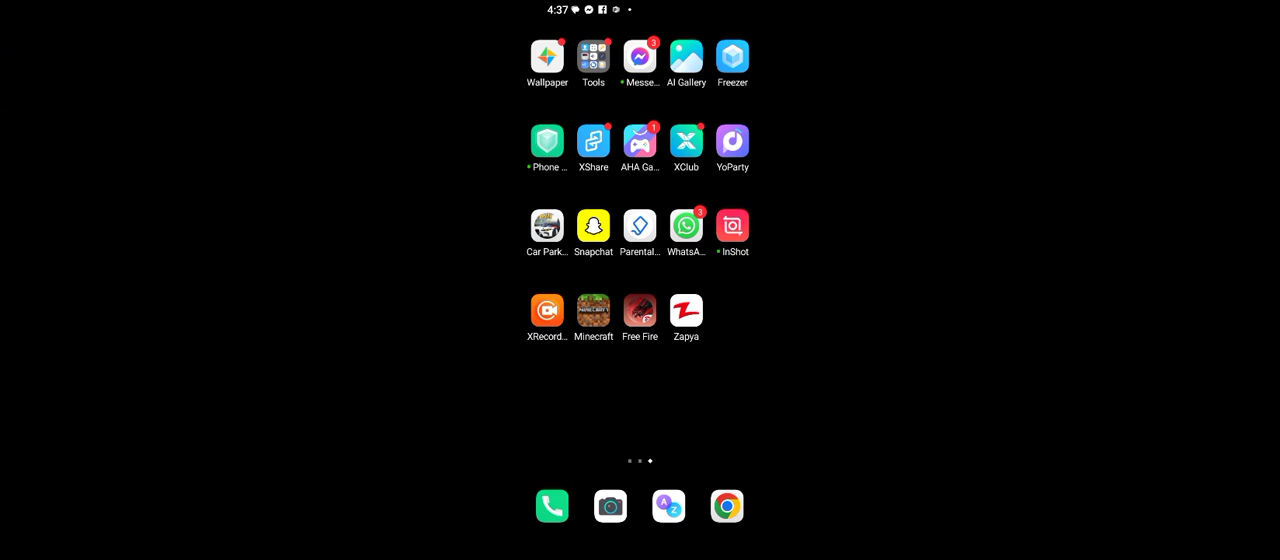 4:37
Wallpaper Tools Messe... AI Gallery Freezer
3
Phone ... XShare AHA Ga... XClub YoParty
1
Car Park... Snapchat Parental... WhatsA... InShot
3
XRecord... Minecraft Free Fire Zapya
MINECRAFT
A Z